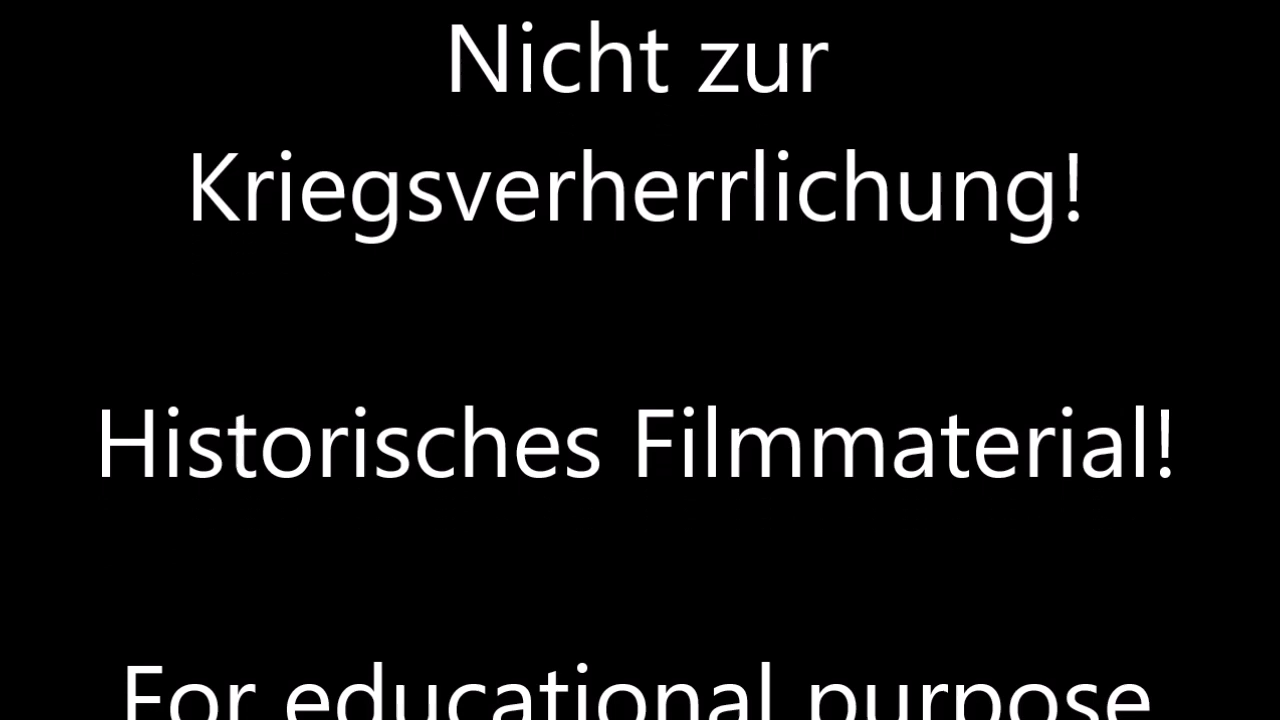 Nicht zur
Kriegsverherrlichung!
Historisches Filmmaterial!
For educational purpose